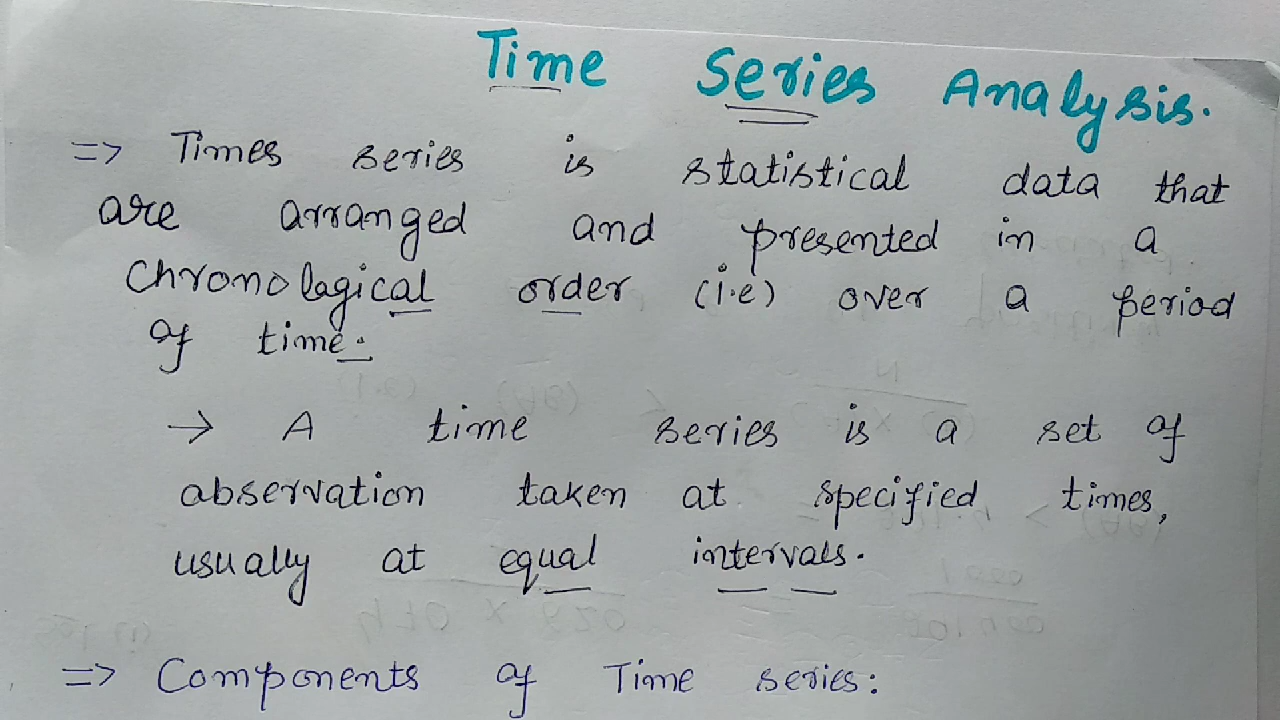 Time Series Analysis.
=> Times series is statistical data that
are arranged and presented in a
Chronological order (i.e) over a period
of time.
→ A time series is a set of
observation taken at specified times,
usually at equal intervals.
=> Components of Time series: